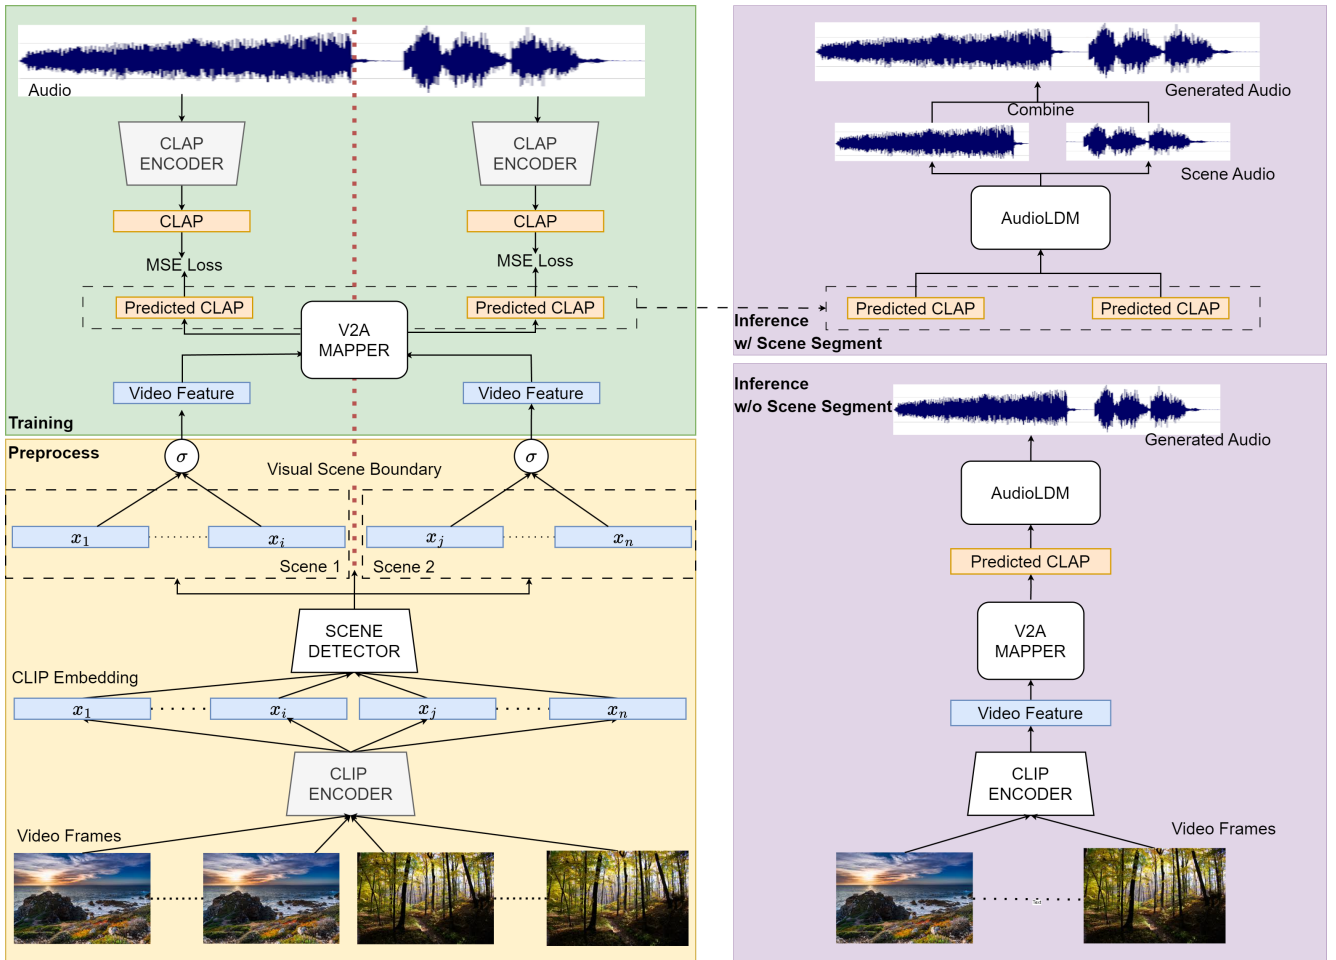 Audio
CLAP
ENCODER
CLAP
ENCODER
CLAP
CLAP
MSE Loss
MSE Loss
Predicted CLAP
Predicted CLAP
V2A
MAPPER
Video Feature
Video Feature
Training
Preprocess
σ
σ
Visual Scene Boundary
x₁
xᵢ
xⱼ
xₙ
Scene 1
Scene 2
SCENE
DETECTOR
CLIP Embedding
x₁
xᵢ
xⱼ
xₙ
CLIP
ENCODER
Video Frames
Generated Audio
Combine
Scene Audio
AudioLDM
Predicted CLAP
Predicted CLAP
Inference
w/ Scene Segment
Inference
w/o Scene Segment
Generated Audio
AudioLDM
Predicted CLAP
V2A
MAPPER
Video Feature
CLIP
ENCODER
Video Frames